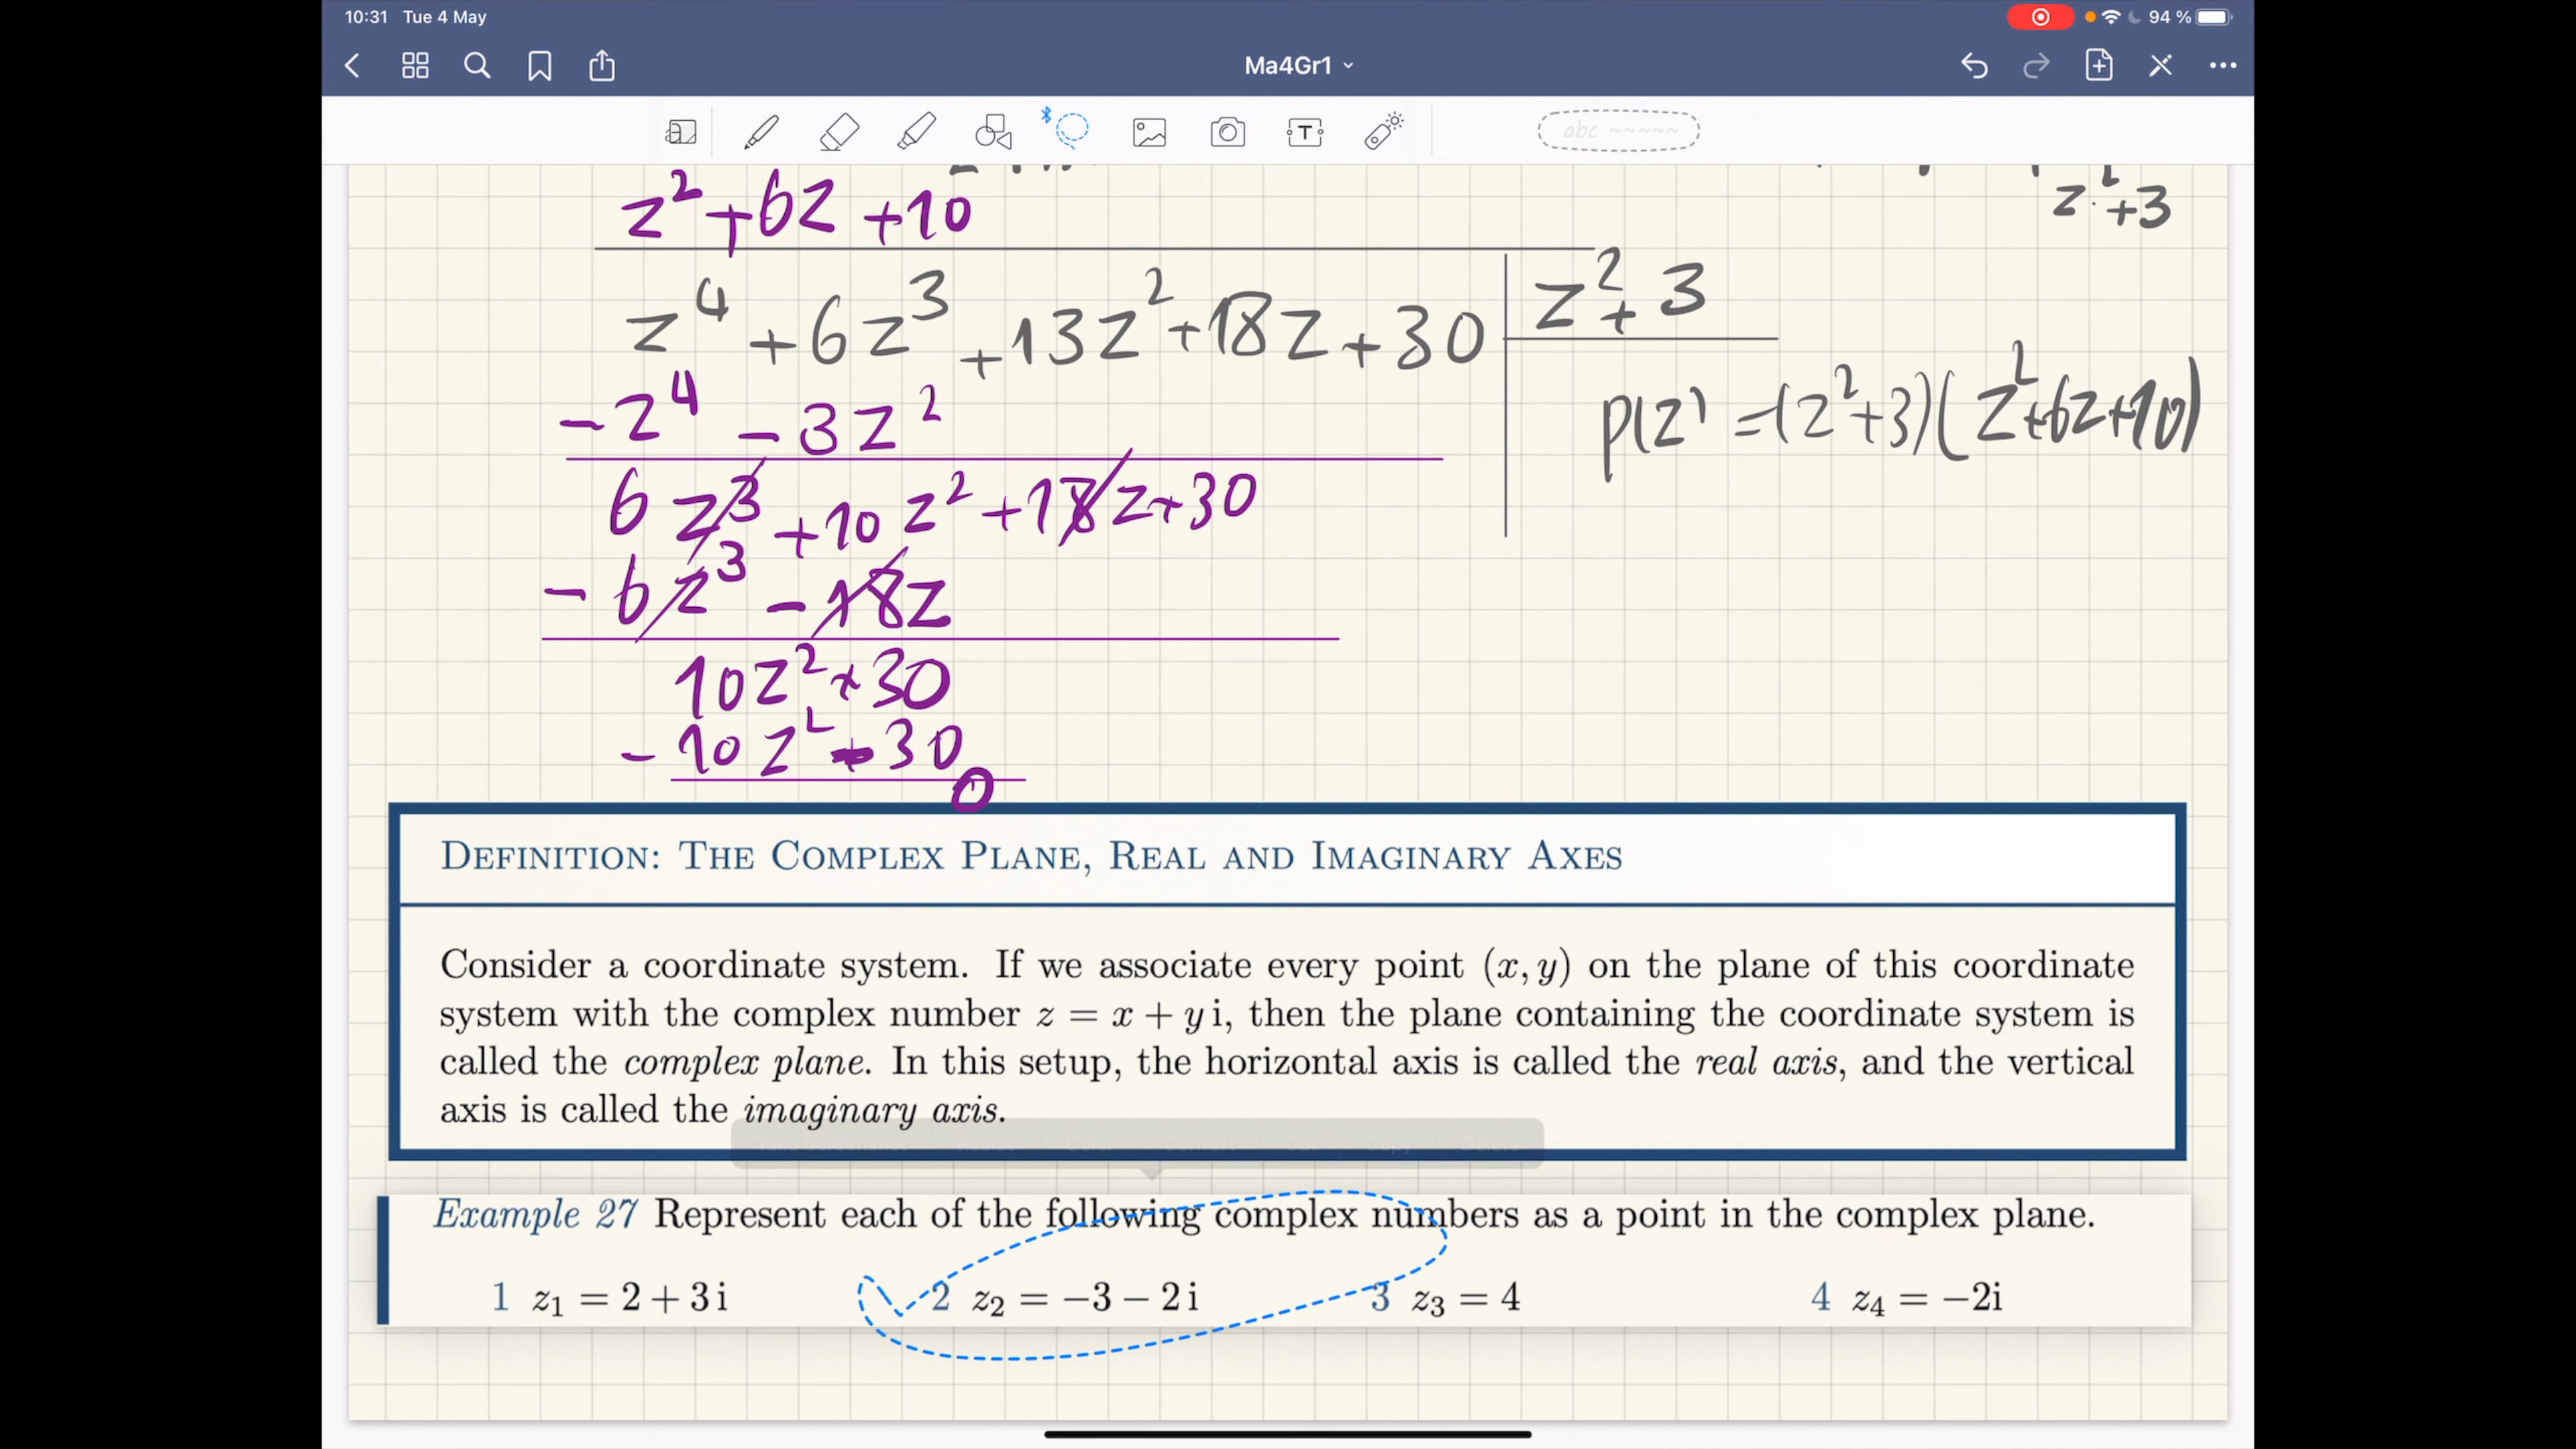 10:31 Tue 4 May 94 %
Ma4Gr1
abc ~~~~~
z²+3
z²+6z+10
z⁴+6z³+13z²+18z+30 z²+3
-z⁴-3z²
p(z)=(z²+3)(z²+6z+10)
6z³+10z²+18z+30
-6z³-18z
10z²+30
-10z²-30
0
Definition: The Complex Plane, Real and Imaginary Axes
Consider a coordinate system. If we associate every point (x, y) on the plane of this coordinate
system with the complex number z = x + y i, then the plane containing the coordinate system is
called the complex plane. In this setup, the horizontal axis is called the real axis, and the vertical
axis is called the imaginary axis.
Example 27 Represent each of the following complex numbers as a point in the complex plane.
1 z₁ = 2 + 3 i 2 z₂ = −3 − 2 i 3 z₃ = 4 4 z₄ = −2i